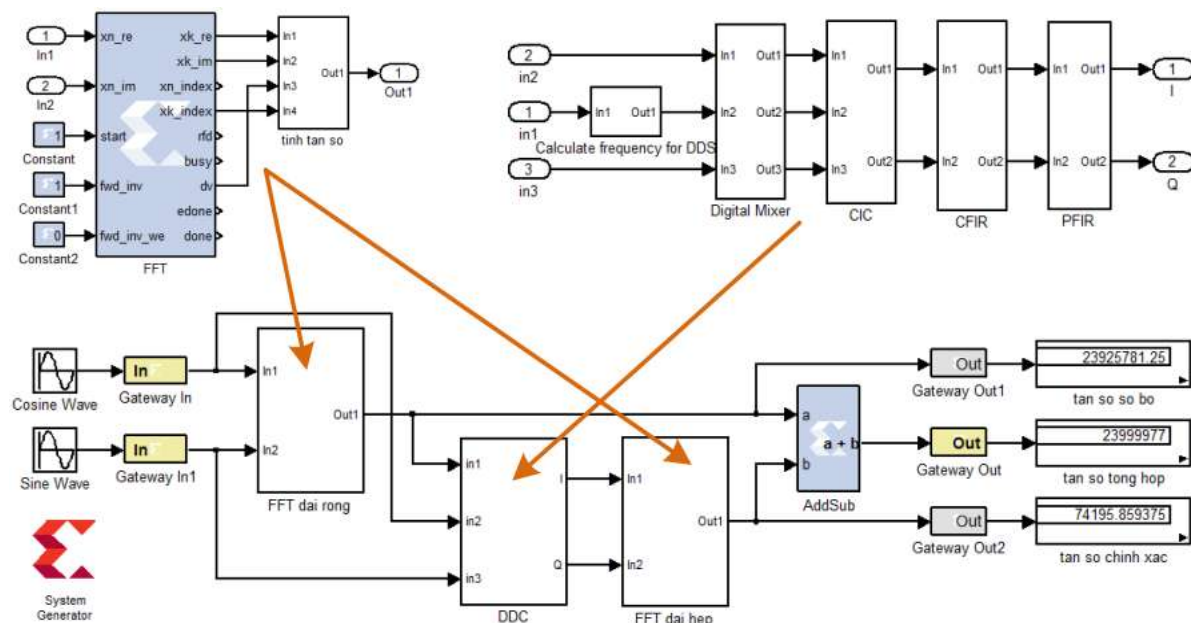 1
In1
2
In2
1
Constant
1
Constant1
0
Constant2
xn_re
xn_im
start
fwd_inv
fwd_inv_we
xk_re
xk_im
xn_index
xk_index
rfd
busy
dv
edone
done
FFT
In1
In2
In3
In4
Out1
tinh tan so
1
Out1
2
in2
1
in1
3
in3
In1
Out1
Calculate frequency for DDS
In1
In2
In3
Out1
Out2
Out3
Digital Mixer
In1
In2
In3
Out1
Out2
CIC
In1
In2
Out1
Out2
CFIR
In1
In2
Out1
Out2
PFIR
1
I
2
Q
Cosine Wave
In
Gateway In
Sine Wave
In
Gateway In1
In1
In2
Out1
FFT dai rong
in1
in2
in3
I
Q
DDC
In1
In2
Out1
FFT dai hep
a
b
a + b
AddSub
Out
Gateway Out1
23925781.25
tan so so bo
Out
Gateway Out
23999977
tan so tong hop
Out
Gateway Out2
74195.859375
tan so chinh xac
System
Generator